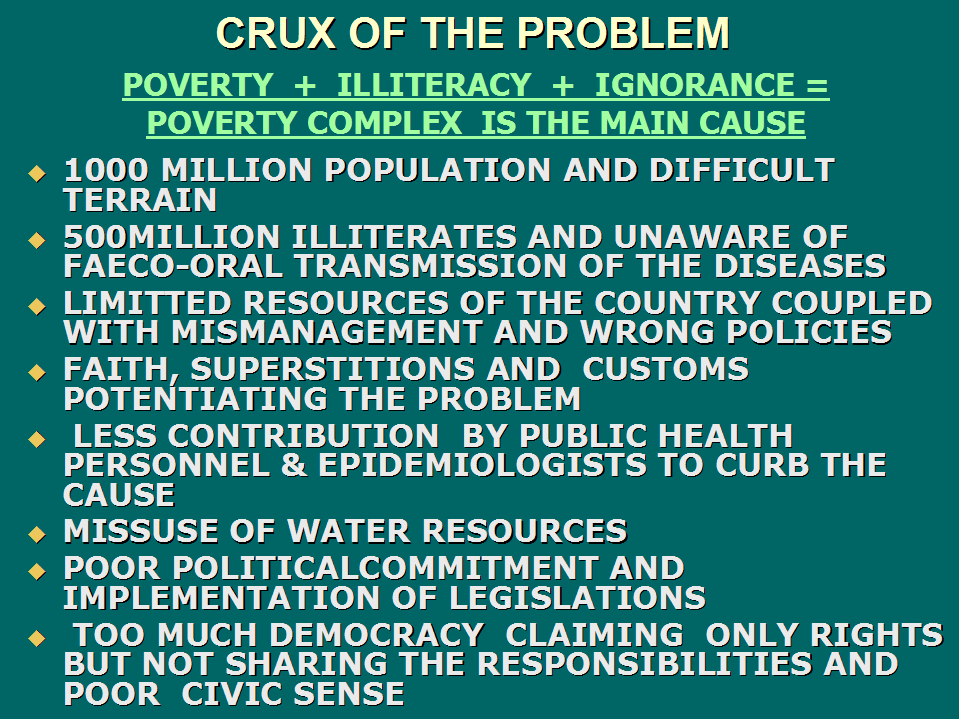 CRUX OF THE PROBLEM
POVERTY + ILLITERACY + IGNORANCE =
POVERTY COMPLEX IS THE MAIN CAUSE
1000 MILLION POPULATION AND DIFFICULT
TERRAIN
500MILLION ILLITERATES AND UNAWARE OF
FAECO-ORAL TRANSMISSION OF THE DISEASES
LIMITTED RESOURCES OF THE COUNTRY COUPLED
WITH MISMANAGEMENT AND WRONG POLICIES
FAITH, SUPERSTITIONS AND CUSTOMS
POTENTIATING THE PROBLEM
LESS CONTRIBUTION BY PUBLIC HEALTH
PERSONNEL & EPIDEMIOLOGISTS TO CURB THE
CAUSE
MISSUSE OF WATER RESOURCES
POOR POLITICALCOMMITMENT AND
IMPLEMENTATION OF LEGISLATIONS
TOO MUCH DEMOCRACY CLAIMING ONLY RIGHTS
BUT NOT SHARING THE RESPONSIBILITIES AND
POOR CIVIC SENSE